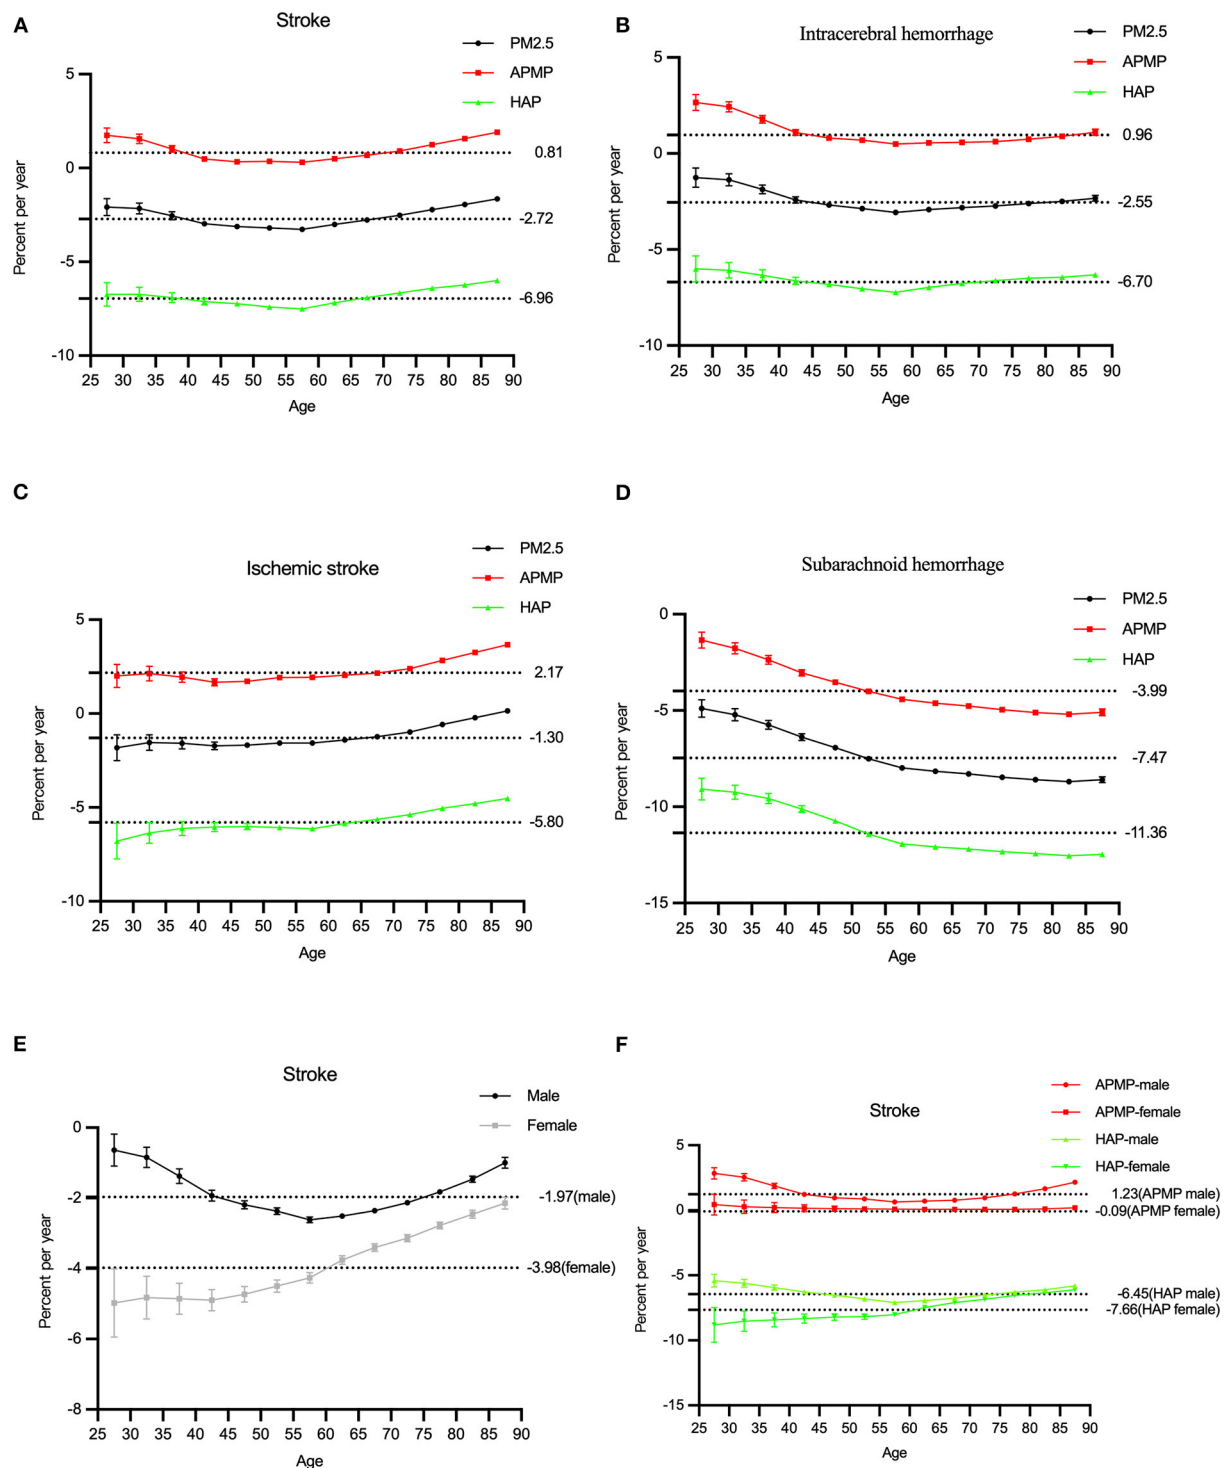 A
Stroke
PM2.5
APMP
HAP
5
0
-5
-10
Percent per year
0.81
-2.72
-6.96
25 30 35 40 45 50 55 60 65 70 75 80 85 90
Age
B
Intracerebral hemorrhage
PM2.5
APMP
HAP
5
0
-5
-10
Percent per year
0.96
-2.55
-6.70
25 30 35 40 45 50 55 60 65 70 75 80 85 90
Age
C
Ischemic stroke
PM2.5
APMP
HAP
5
0
-5
-10
Percent per year
2.17
-1.30
-5.80
25 30 35 40 45 50 55 60 65 70 75 80 85 90
Age
D
Subarachnoid hemorrhage
PM2.5
APMP
HAP
0
-5
-10
-15
Percent per year
-3.99
-7.47
-11.36
25 30 35 40 45 50 55 60 65 70 75 80 85 90
Age
E
Stroke
Male
Female
0
-2
-4
-6
-8
Percent per year
-1.97(male)
-3.98(female)
25 30 35 40 45 50 55 60 65 70 75 80 85 90
Age
F
Stroke
APMP-male
APMP-female
HAP-male
HAP-female
5
0
-5
-10
-15
Percent per year
1.23(APMP male)
-0.09(APMP female)
-6.45(HAP male)
-7.66(HAP female)
25 30 35 40 45 50 55 60 65 70 75 80 85 90
Age